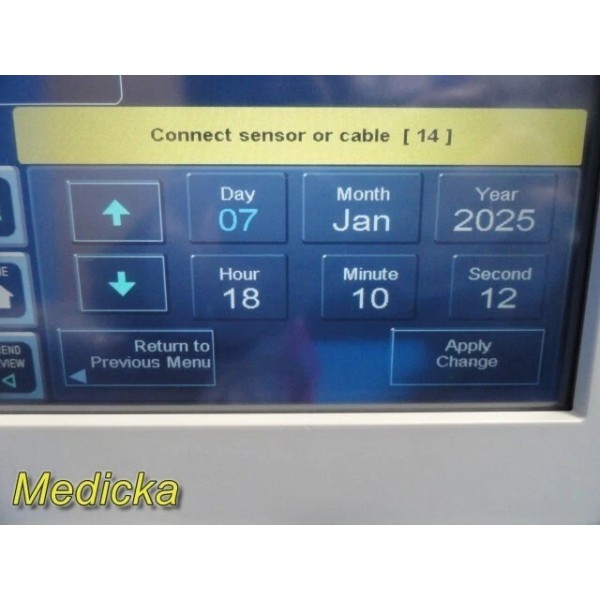 Connect sensor or cable [ 14 ]
Day
07
Month
Jan
Year
2025
Hour
18
Minute
10
Second
12
Return to
Previous Menu
Apply
Change
VIEW
Medicka